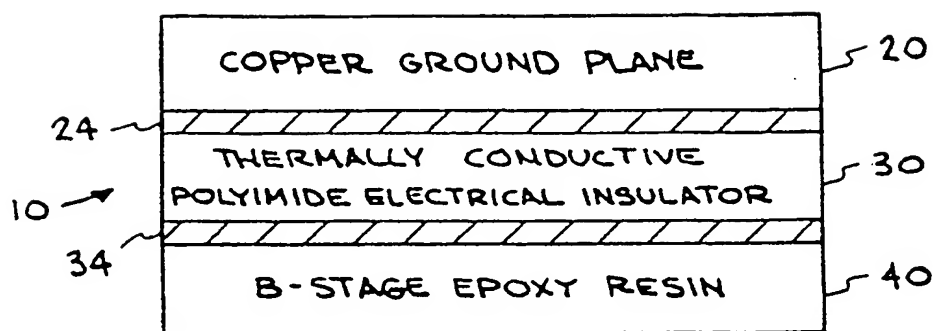 COPPER GROUND PLANE
20
24
THERMALLY CONDUCTIVE
POLYIMIDE ELECTRICAL INSULATOR
30
10
34
B-STAGE EPOXY RESIN
40